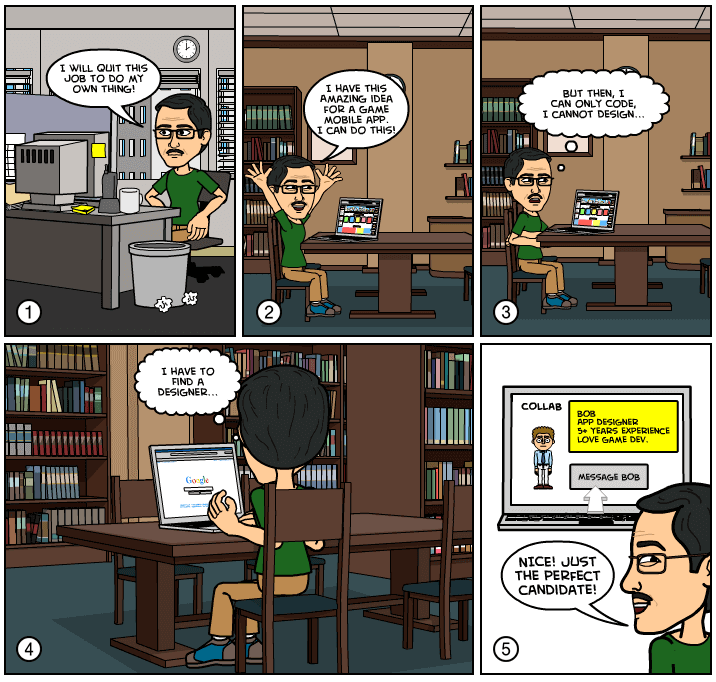 I WILL QUIT THIS
JOB TO DO MY
OWN THING!
1
I HAVE THIS
AMAZING IDEA
FOR A GAME
MOBILE APP.
I CAN DO THIS!
2
BUT THEN, I
CAN ONLY CODE,
I CANNOT DESIGN...
3
I HAVE TO
FIND A
DESIGNER...
Google
4
COLLAB
BOB
APP DESIGNER
5+ YEARS EXPERIENCE
LOVE GAME DEV.
MESSAGE BOB
NICE! JUST
THE PERFECT
CANDIDATE!
5